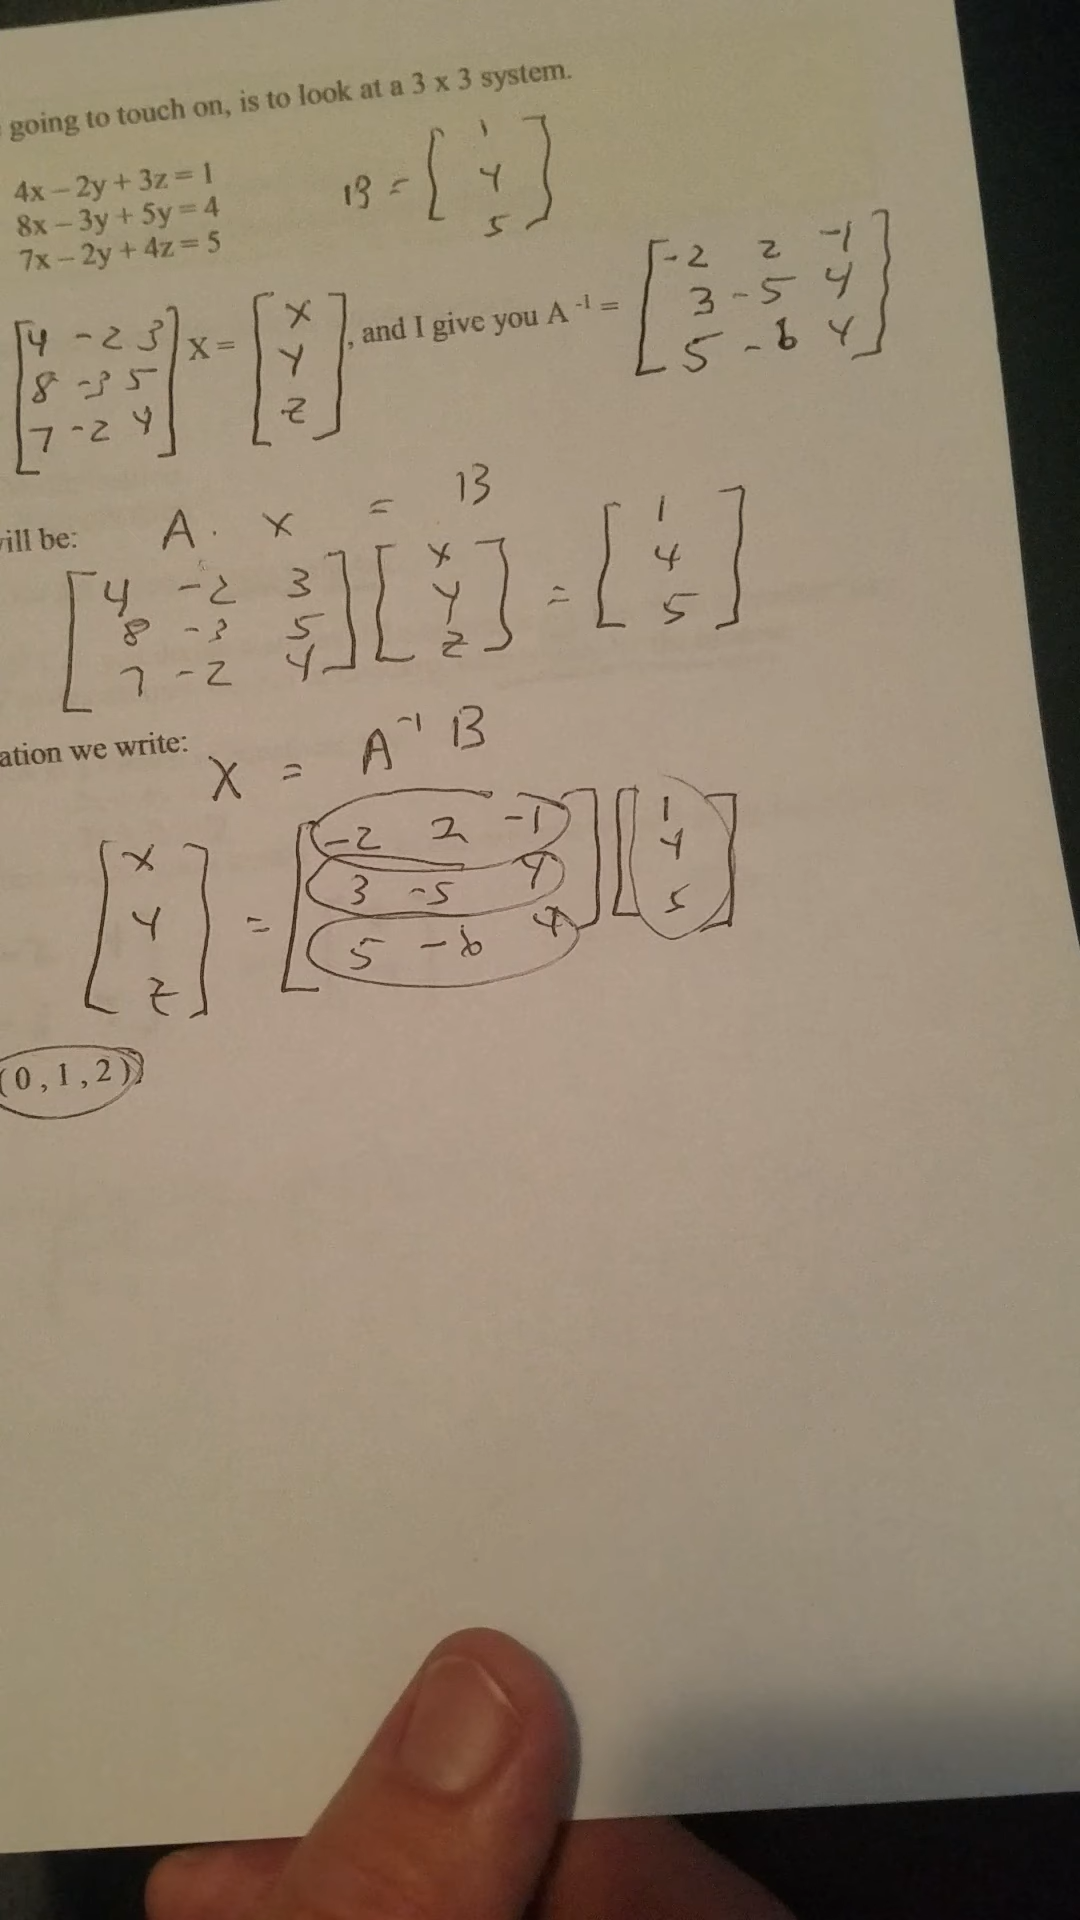 going to touch on, is to look at a 3 x 3 system.
4x – 2y + 3z = 1
8x – 3y + 5y = 4
7x – 2y + 4z = 5
B = [ 1
4
5 ]
[ 4 -2 3
8 -3 5
7 -2 4 ]
X = [ x
y
z ]
, and I give you A -1 = [ -2 2 -1
3 -5 4
5 -6 4 ]
will be: A . X = B
[ 4 -2 3
8 -3 5
7 -2 4 ] [ x
y
z ] = [ 1
4
5 ]
ation we write:
X = A -1 B
[ x
y
z ] = [ -2 2 -1
3 -5 4
5 -6 4 ] [ 1
4
5 ]
(0 , 1 , 2 )